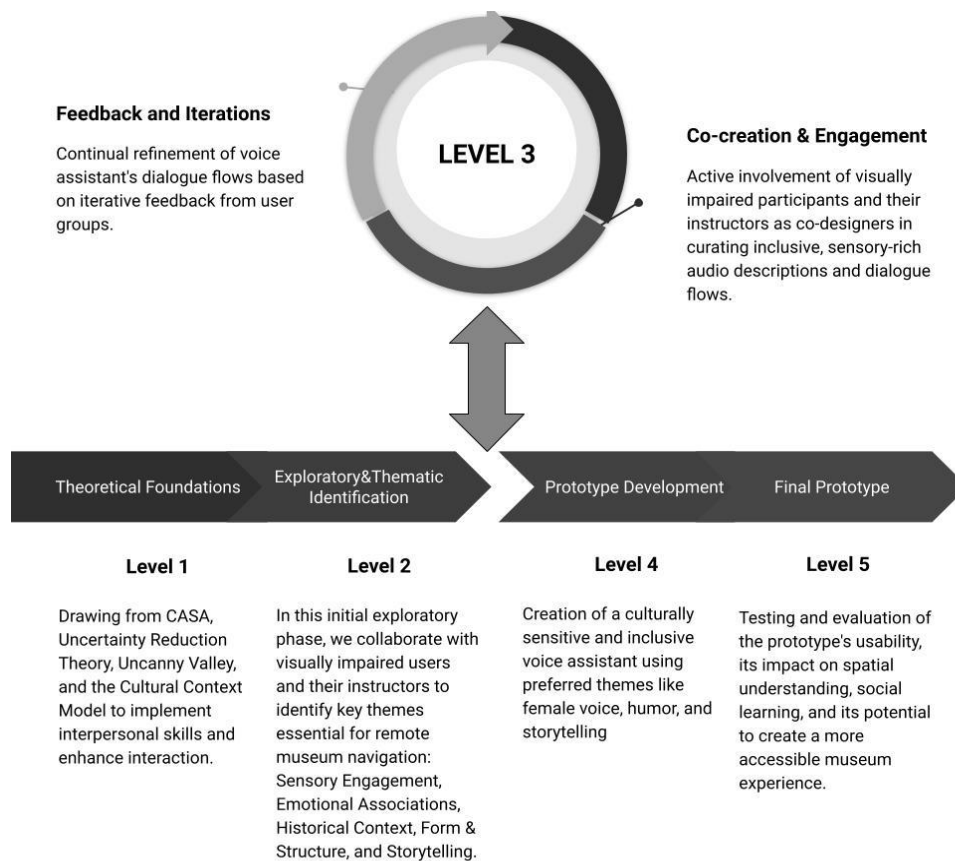 Feedback and Iterations
Continual refinement of voice
assistant's dialogue flows based
on iterative feedback from user
groups.
LEVEL 3
Co-creation & Engagement
Active involvement of visually
impaired participants and their
instructors as co-designers in
curating inclusive, sensory-rich
audio descriptions and dialogue
flows.
Theoretical Foundations
Exploratory&Thematic
Identification
Prototype Development
Final Prototype
Level 1
Drawing from CASA,
Uncertainty Reduction
Theory, Uncanny Valley,
and the Cultural Context
Model to implement
interpersonal skills and
enhance interaction.
Level 2
In this initial exploratory
phase, we collaborate with
visually impaired users
and their instructors to
identify key themes
essential for remote
museum navigation:
Sensory Engagement,
Emotional Associations,
Historical Context, Form &
Structure, and Storytelling.
Level 4
Creation of a culturally
sensitive and inclusive
voice assistant using
preferred themes like
female voice, humor, and
storytelling
Level 5
Testing and evaluation of
the prototype's usability,
its impact on spatial
understanding, social
learning, and its potential
to create a more
accessible museum
experience.